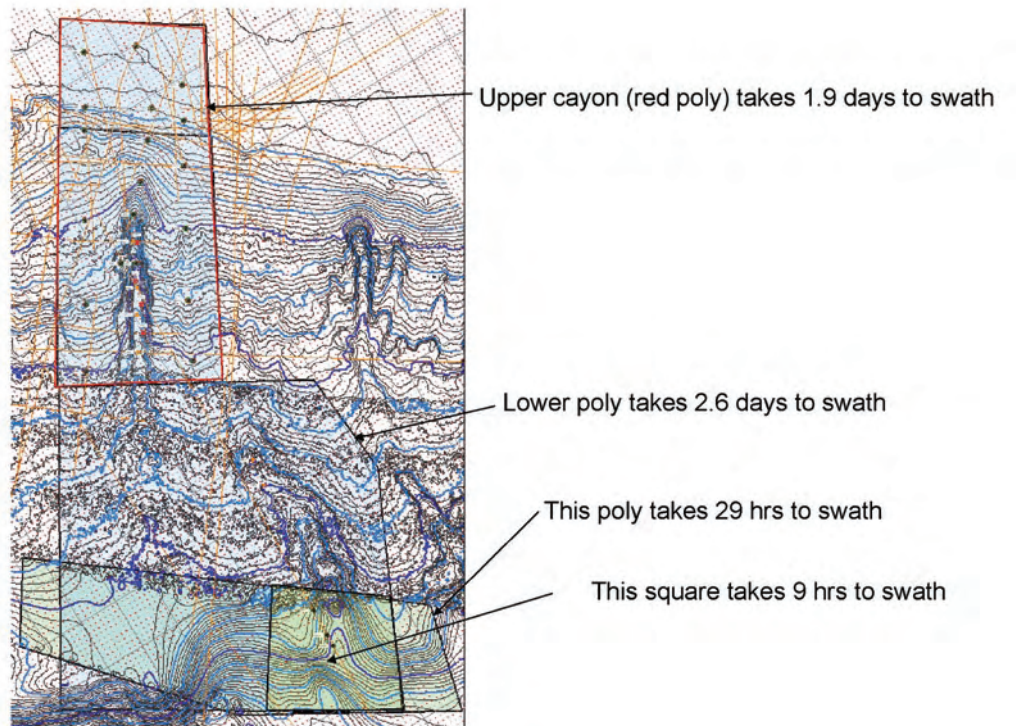 Upper cayon (red poly) takes 1.9 days to swath
Lower poly takes 2.6 days to swath
This poly takes 29 hrs to swath
This square takes 9 hrs to swath